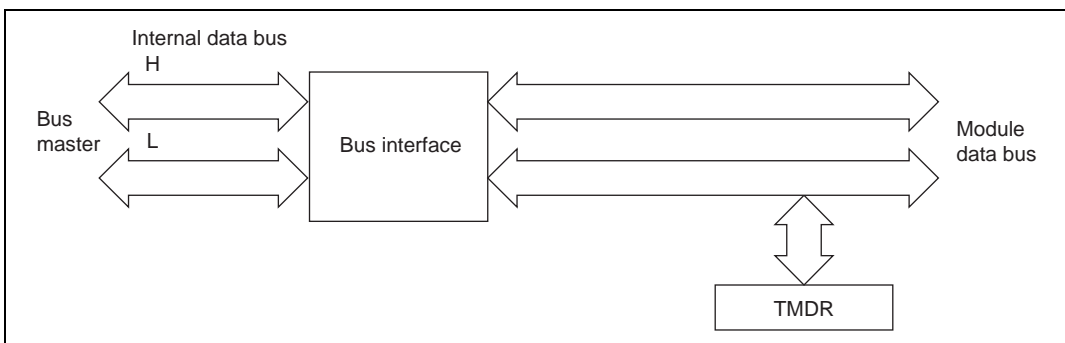 Internal data bus
H
Bus
master
L
Bus interface
Module
data bus
TMDR